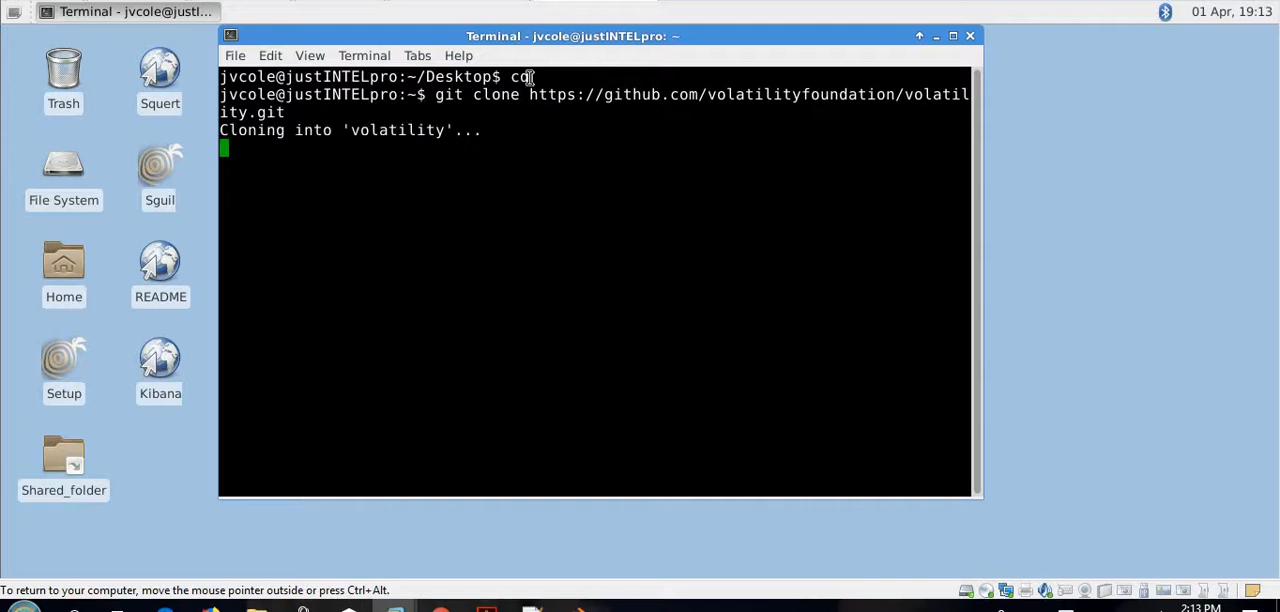 Terminal - jvcole@justI...
01 Apr, 19:13
Terminal - jvcole@justINTELpro: ~
File Edit View Terminal Tabs Help
jvcole@justINTELpro:~/Desktop$ cd
jvcole@justINTELpro:~$ git clone https://github.com/volatilityfoundation/volatil
ity.git
Cloning into 'volatility'...
Trash
Squert
File System
Sguil
Home
README
Setup
Kibana
Shared_folder
To return to your computer, move the mouse pointer outside or press Ctrl+Alt.
2:13 PM